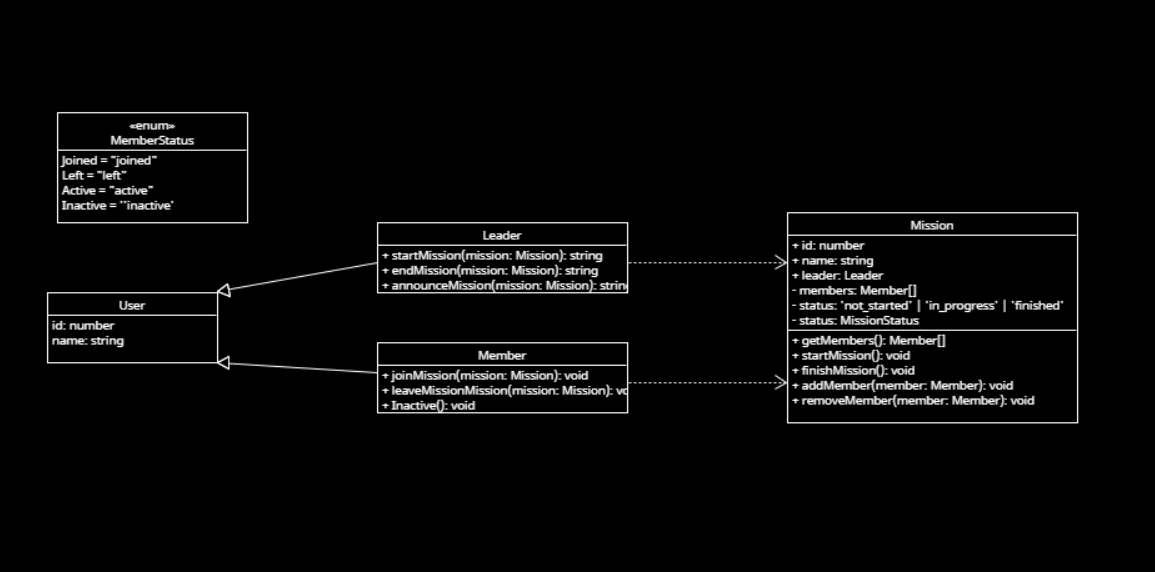 «enum»
MemberStatus
Joined = "joined"
Left = "left"
Active = "active"
Inactive = "inactive'
User
id: number
name: string
Leader
+ startMission(mission: Mission): string
+ endMission(mission: Mission): string
+ announceMission(mission: Mission): strin
Member
+ joinMission(mission: Mission): void
+ leaveMissionMission(mission: Mission): vo
+ Inactive(): void
Mission
+ id: number
+ name: string
+ leader: Leader
- members: Member[]
- status: 'not_started' | 'in_progress' | 'finished'
- status: MissionStatus
+ getMembers(): Member[]
+ startMission(): void
+ finishMission(): void
+ addMember(member: Member): void
+ removeMember(member: Member): void